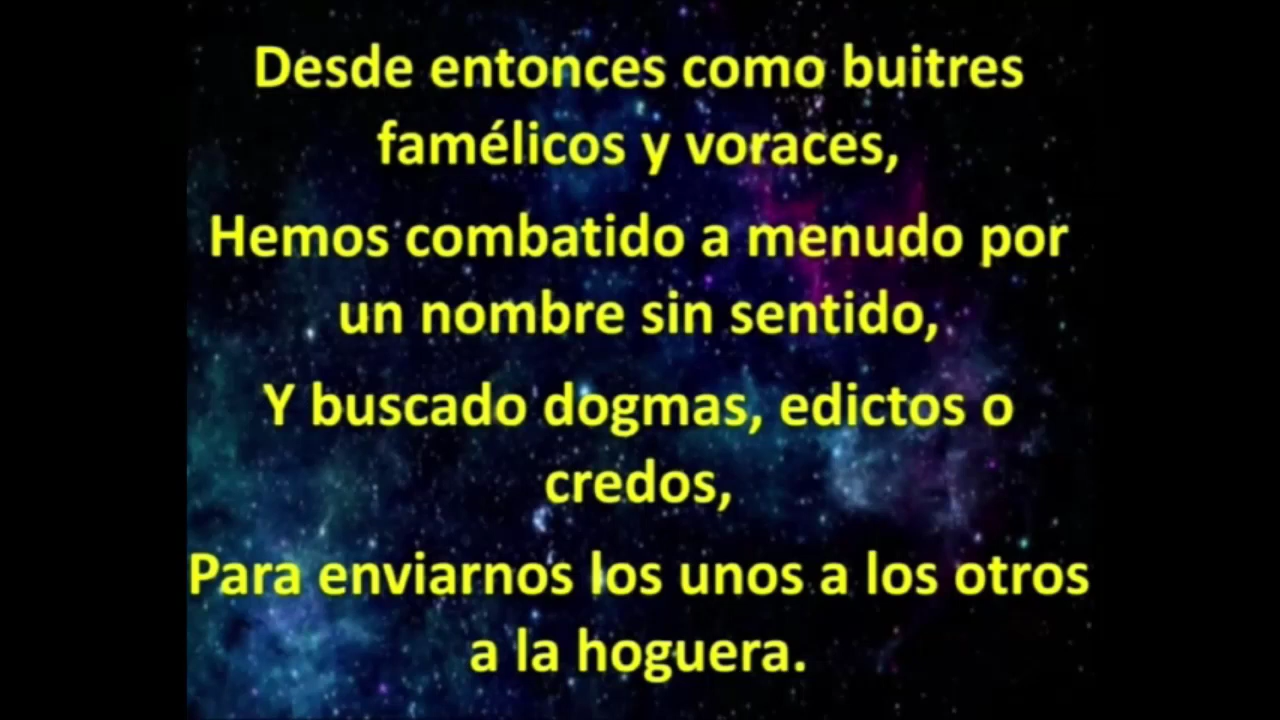 Desde entonces como buitres
famélicos y voraces,
Hemos combatido a menudo por
un nombre sin sentido,
Y buscado dogmas, edictos o
credos,
Para enviarnos los unos a los otros
a la hoguera.